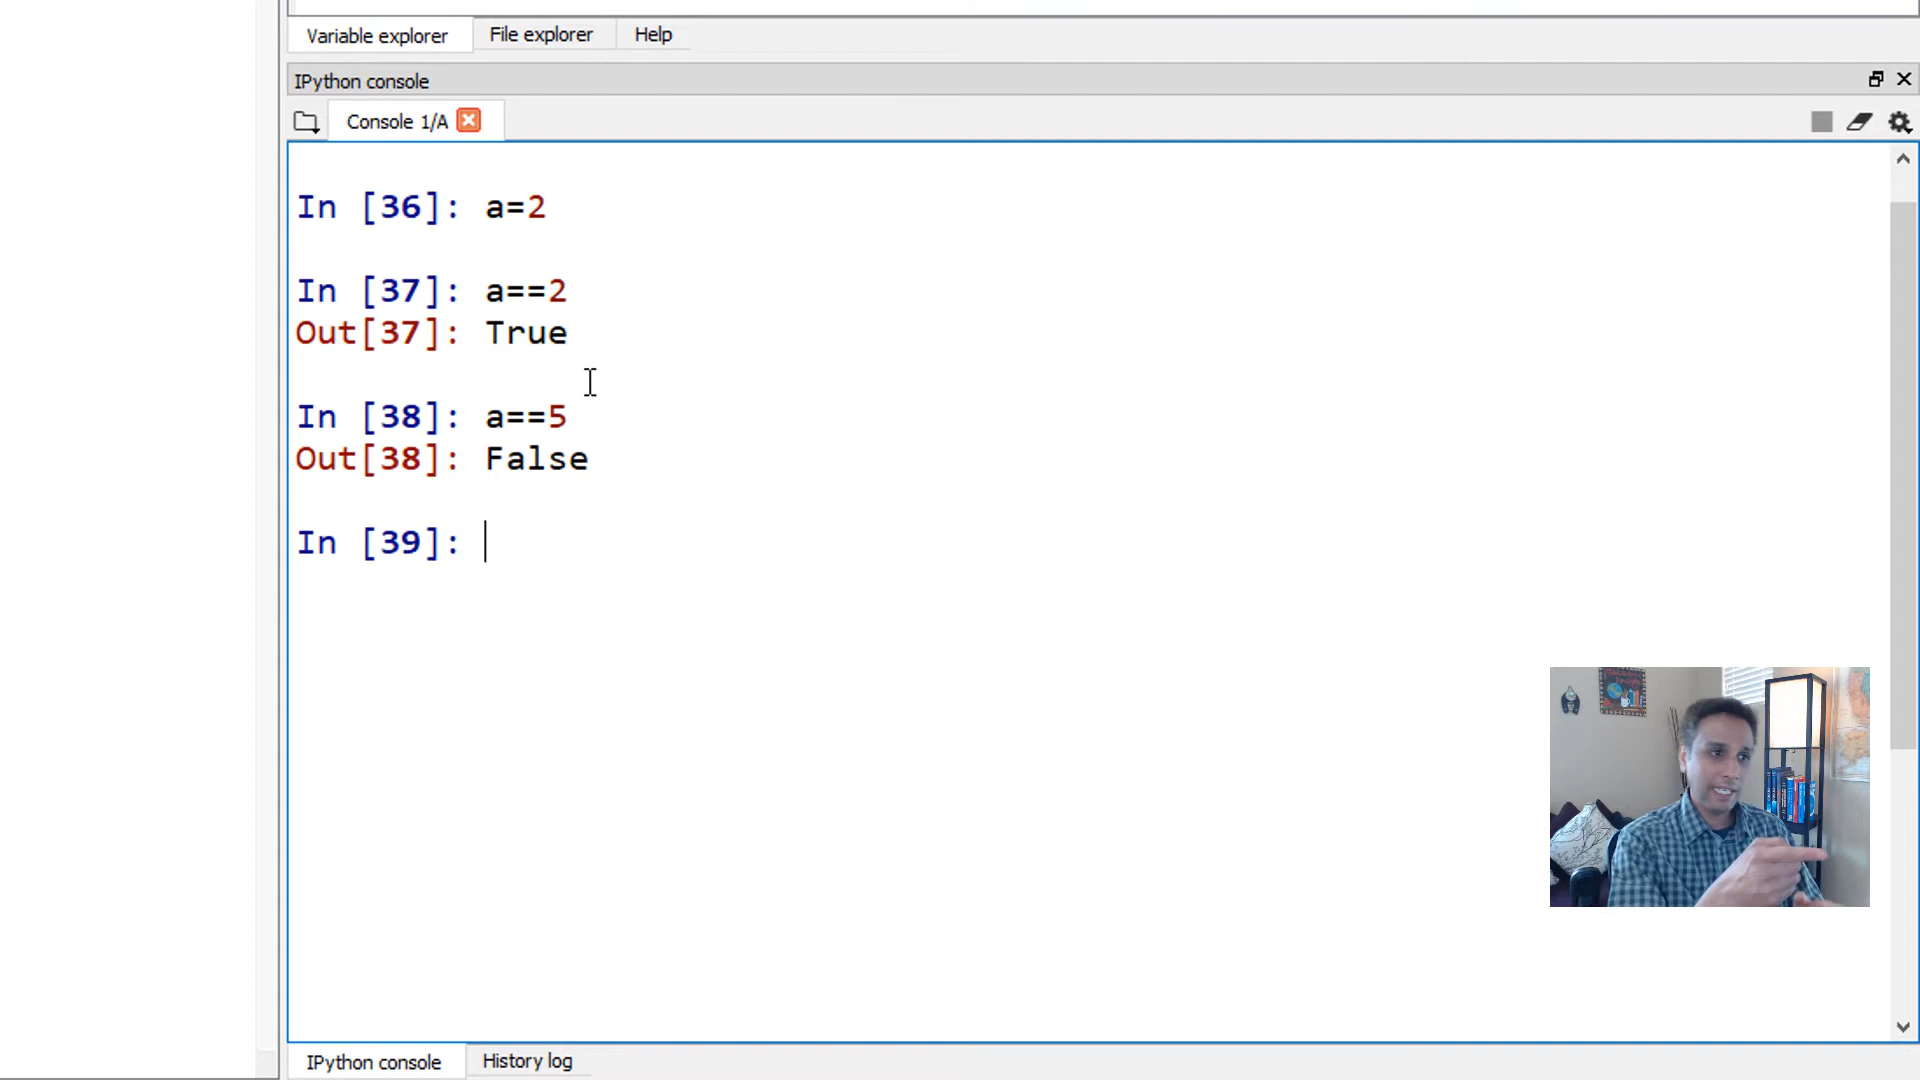 Variable explorer File explorer Help
IPython console
Console 1/A
In [36]: a=2
In [37]: a==2
Out[37]: True
In [38]: a==5
Out[38]: False
In [39]:
IPython console History log